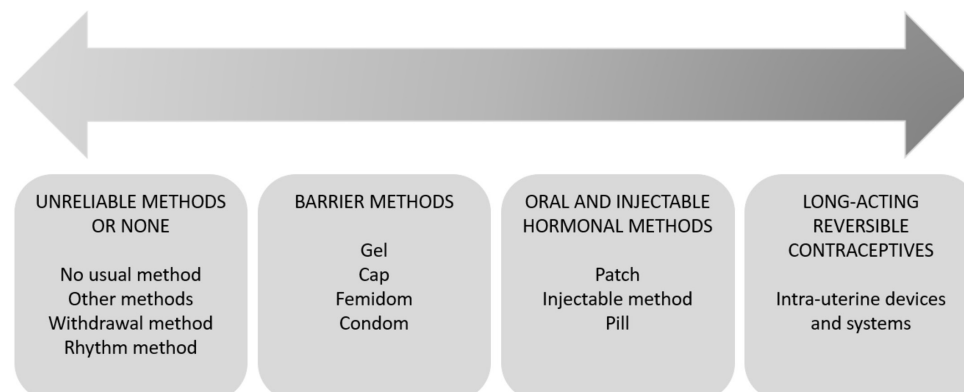 UNRELIABLE METHODS
OR NONE
No usual method
Other methods
Withdrawal method
Rhythm method
BARRIER METHODS
Gel
Cap
Femidom
Condom
ORAL AND INJECTABLE
HORMONAL METHODS
Patch
Injectable method
Pill
LONG-ACTING
REVERSIBLE
CONTRACEPTIVES
Intra-uterine devices
and systems